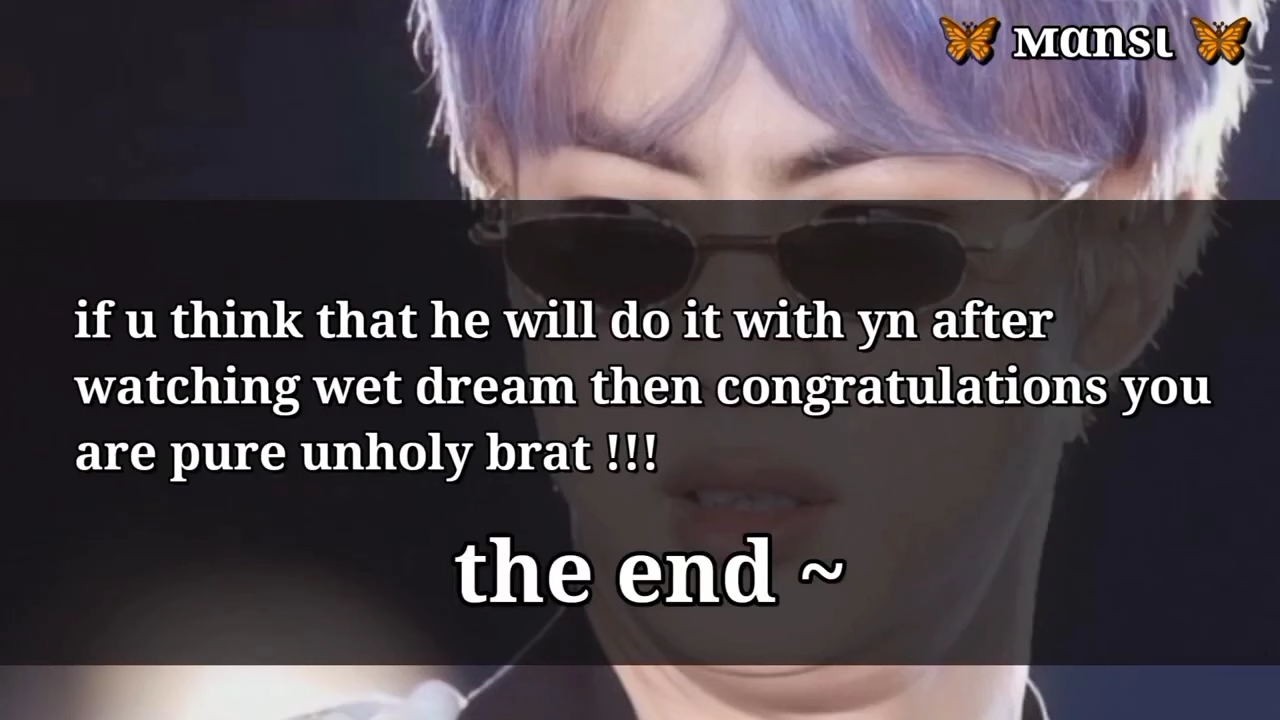 🦋 мαnsι 🦋
if u think that he will do it with yn after
watching wet dream then congratulations you
are pure unholy brat !!!
the end ~